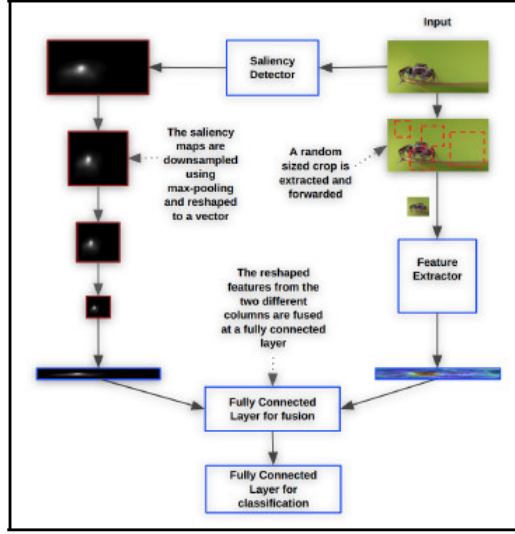 Input
Saliency
Detector
The saliency
maps are
downsampled
using
max-pooling
and reshaped
to a vector
A random
sized crop is
extracted and
forwarded
Feature
Extractor
The reshaped
features from the
two different
columns are fused
at a fully connected
layer
Fully Connected
Layer for fusion
Fully Connected
Layer for
classification